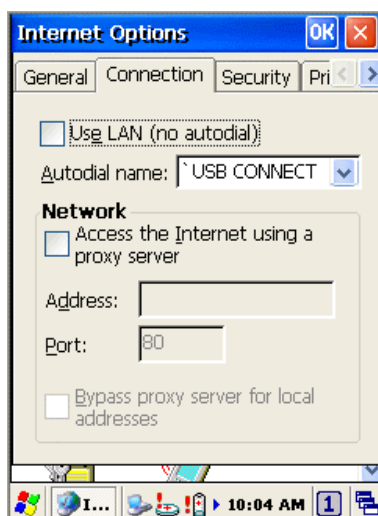 Internet Options OK
General Connection Security Pri
Use LAN (no autodial)
Autodial name: `USB CONNECT
Network
Access the Internet using a
proxy server
Address:
Port: 80
Bypass proxy server for local
addresses
I... 10:04 AM 1